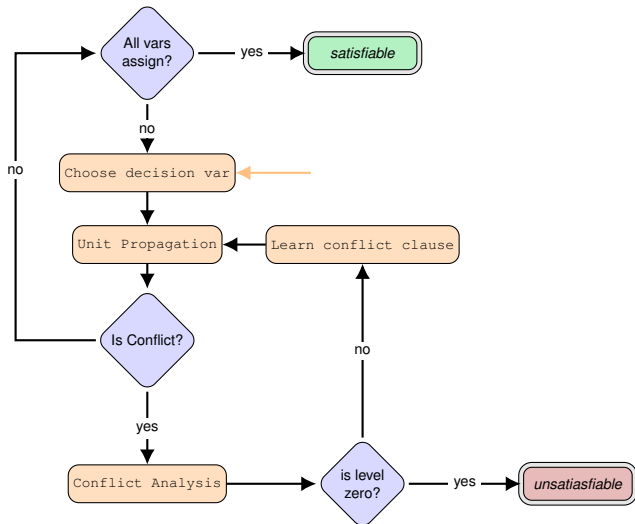 All vars
assign?
yes
satisfiable
no
Choose decision var
no
Unit Propagation
Learn conflict clause
Is Conflict?
no
yes
Conflict Analysis
is level
zero?
yes
unsatiasfiable